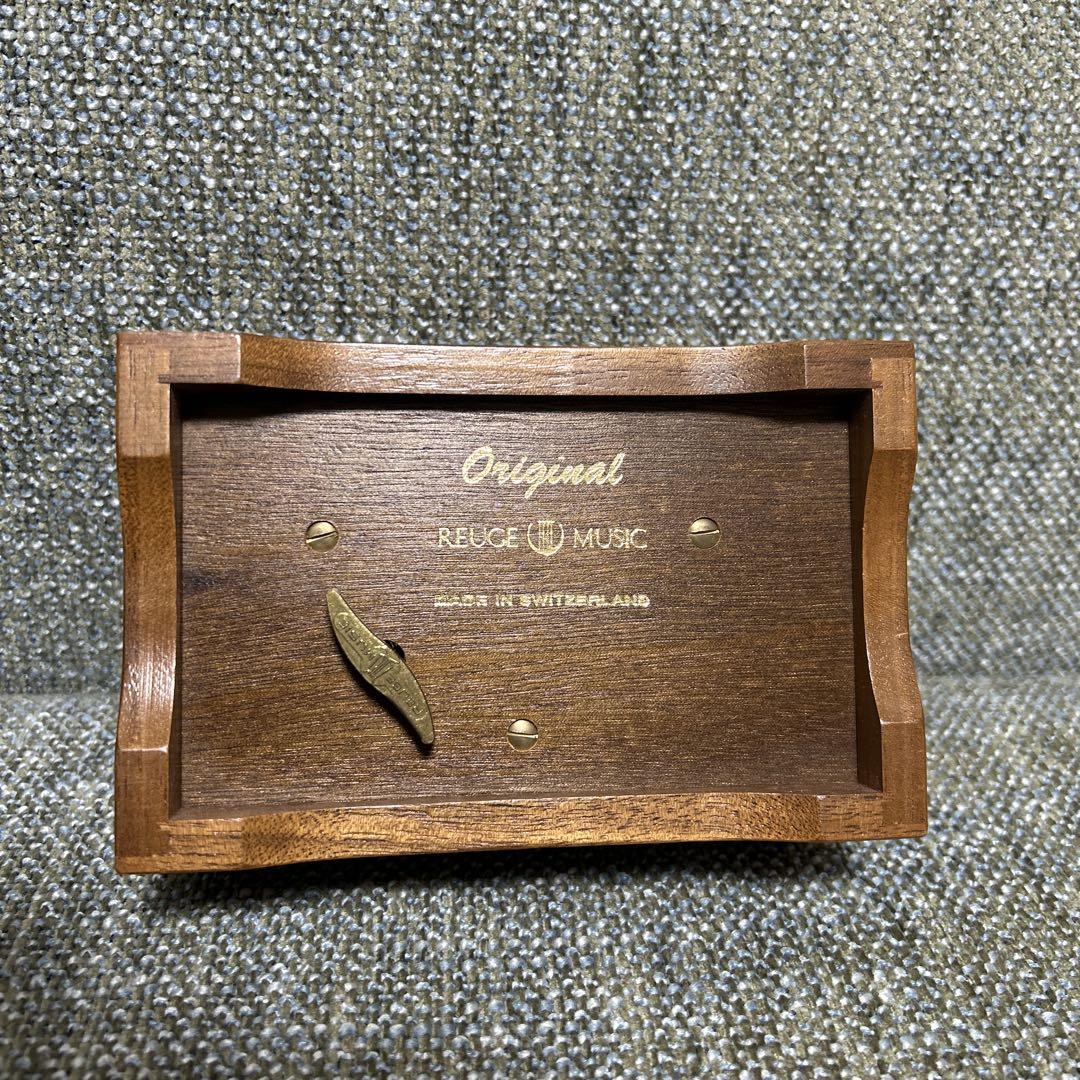 Original
REUGE MUSIC
MADE IN SWITZERLAND